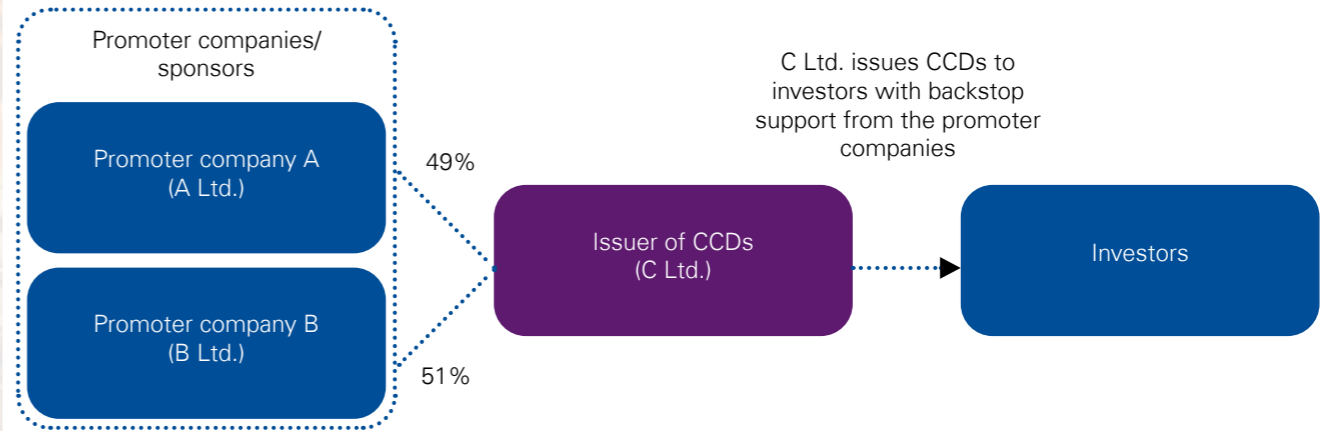 Promoter companies/
sponsors
Promoter company A
(A Ltd.)
49%
Promoter company B
(B Ltd.)
51%
Issuer of CCDs
(C Ltd.)
C Ltd. issues CCDs to
investors with backstop
support from the promoter
companies
Investors